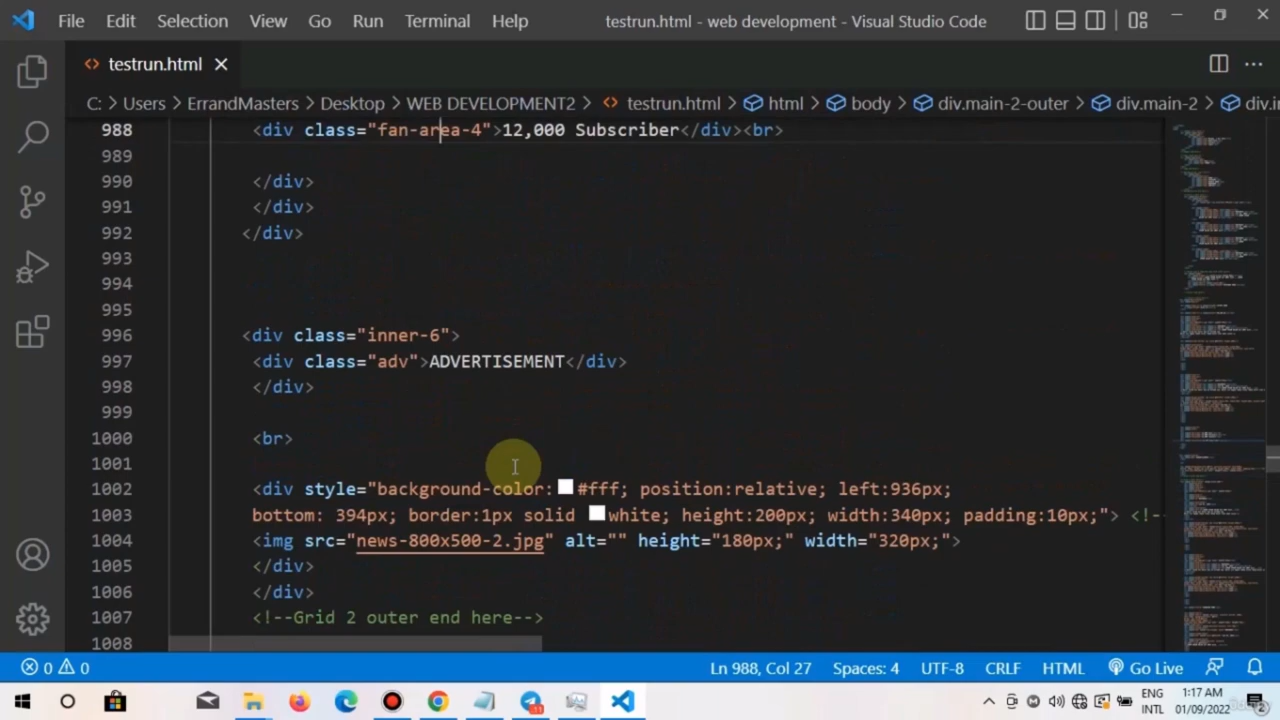 File Edit Selection View Go Run Terminal Help testrun.html - web development - Visual Studio Code
testrun.html
C: > Users > ErrandMasters > Desktop > WEB DEVELOPMENT2 > testrun.html > html > body > div.main-2-outer > div.main-2 >
988 <div class="fan-area-4">12,000 Subscriber</div><br>
989
990 </div>
991 </div>
992 </div>
993
994
995
996 <div class="inner-6">
997 <div class="adv">ADVERTISEMENT</div>
998 </div>
999
1000 <br>
1001
1002 <div style="background-color: #fff; position:relative; left:936px;
1003 bottom: 394px; border:1px solid white; height:200px; width:340px; padding:10px;"> <!--
1004 <img src="news-800x500-2.jpg" alt="" height="180px;" width="320px;">
1005 </div>
1006 </div>
1007 <!--Grid 2 outer end here-->
1008
0 0 Ln 988, Col 27 Spaces: 4 UTF-8 CRLF HTML Go Live
ENG 1:17 AM
INTL 01/09/2022